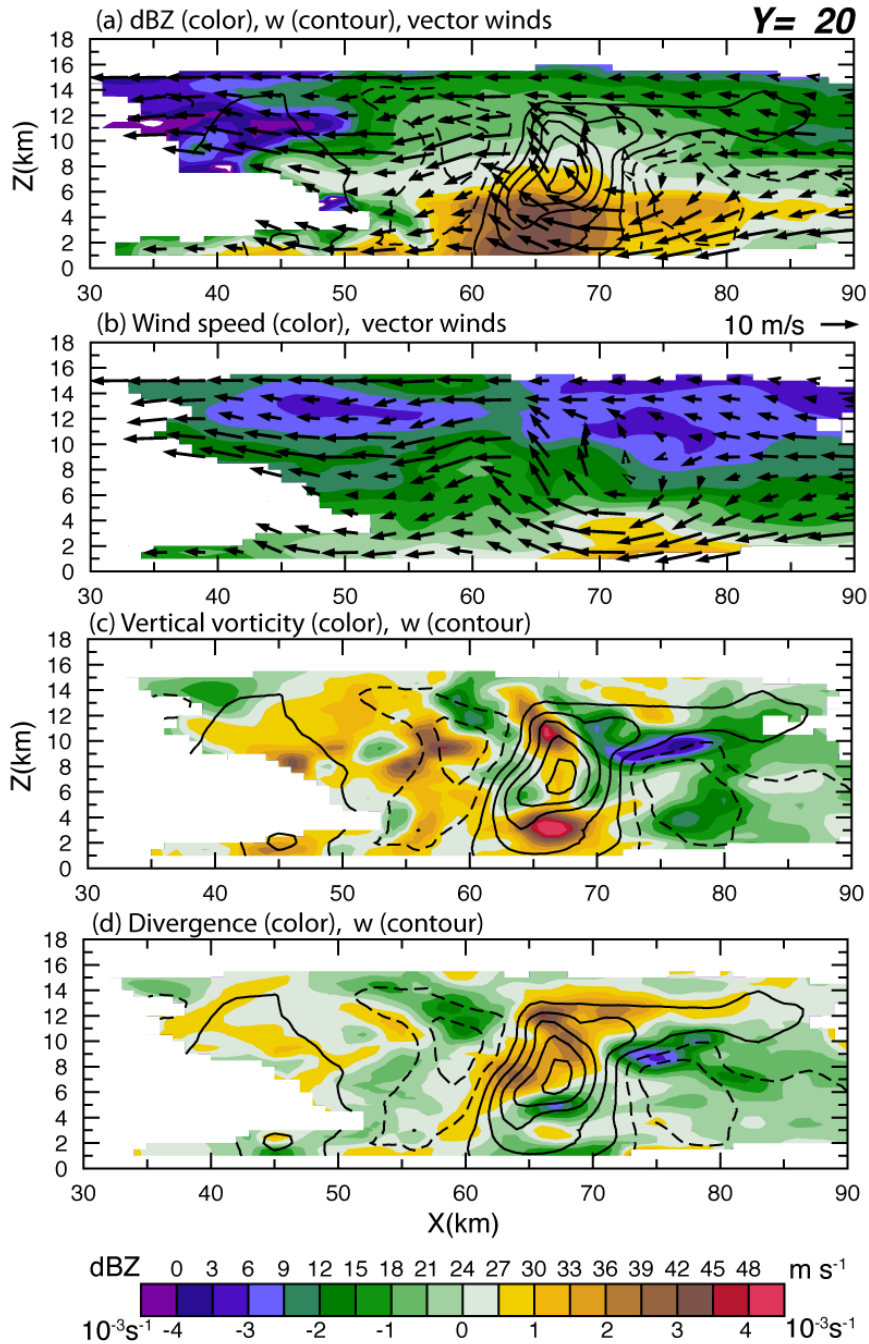 (a) dBZ (color), w (contour), vector winds
Y= 20
18
16
14
12
10
8
6
4
2
0
Z(km)
30 40 50 60 70 80 90
(b) Wind speed (color), vector winds
10 m/s
18
16
14
12
10
8
6
4
2
0
30 40 50 60 70 80 90
(c) Vertical vorticity (color), w (contour)
18
16
14
12
10
8
6
4
2
0
Z(km)
30 40 50 60 70 80 90
(d) Divergence (color), w (contour)
18
16
14
12
10
8
6
4
2
0
30 40 50 60 70 80 90
X(km)
dBZ 0 3 6 9 12 15 18 21 24 27 30 33 36 39 42 45 48 m s⁻¹
10⁻³s⁻¹ -4 -3 -2 -1 0 1 2 3 4 10⁻³s⁻¹